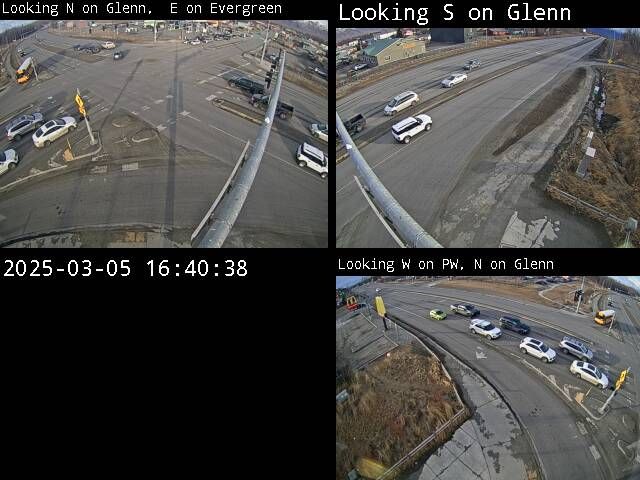 Looking N on Glenn, E on Evergreen
Looking S on Glenn
2025-03-05 16:40:38
Looking W on PW, N on Glenn